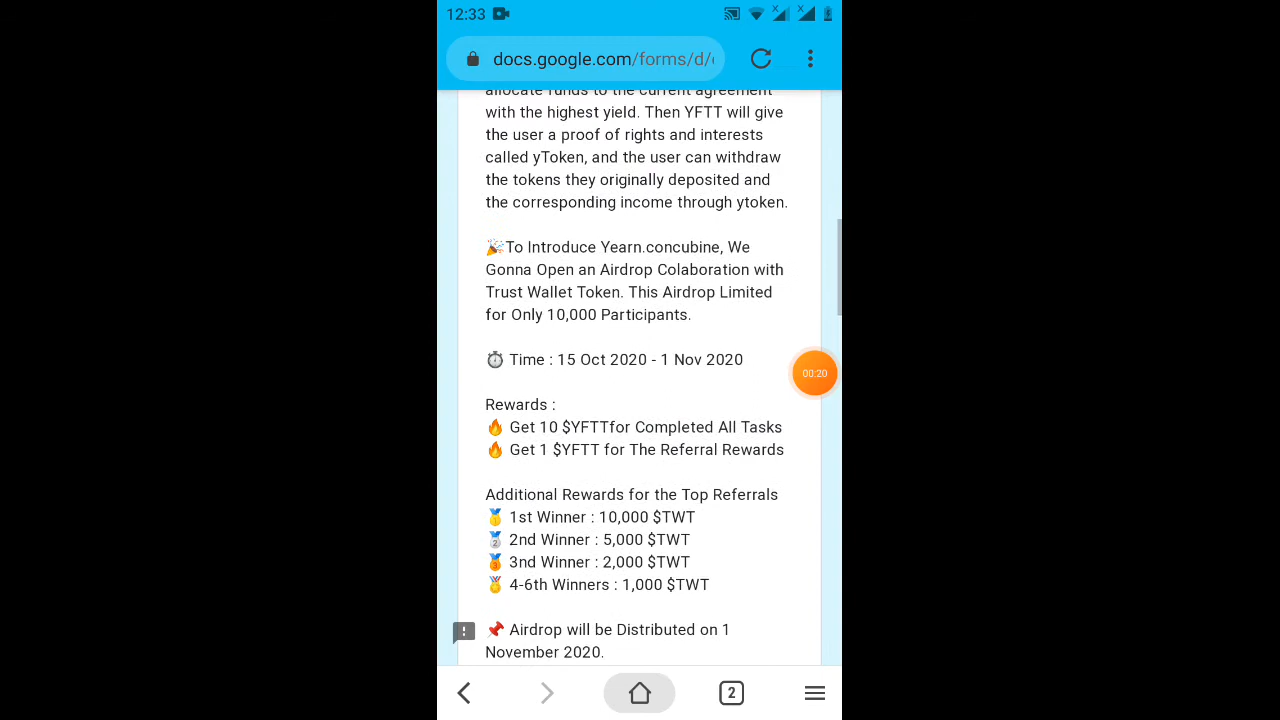 12:33
docs.google.com/forms/d/
allocate funds to the current agreement
with the highest yield. Then YFTT will give
the user a proof of rights and interests
called yToken, and the user can withdraw
the tokens they originally deposited and
the corresponding income through ytoken.
🎉To Introduce Yearn.concubine, We
Gonna Open an Airdrop Colaboration with
Trust Wallet Token. This Airdrop Limited
for Only 10,000 Participants.
⏱ Time : 15 Oct 2020 - 1 Nov 2020
00:20
Rewards :
🔥 Get 10 $YFTTfor Completed All Tasks
🔥 Get 1 $YFTT for The Referral Rewards
Additional Rewards for the Top Referrals
🥇 1st Winner : 10,000 $TWT
🥈 2nd Winner : 5,000 $TWT
🥉 3nd Winner : 2,000 $TWT
🏅 4-6th Winners : 1,000 $TWT
📌 Airdrop will be Distributed on 1
November 2020.
2